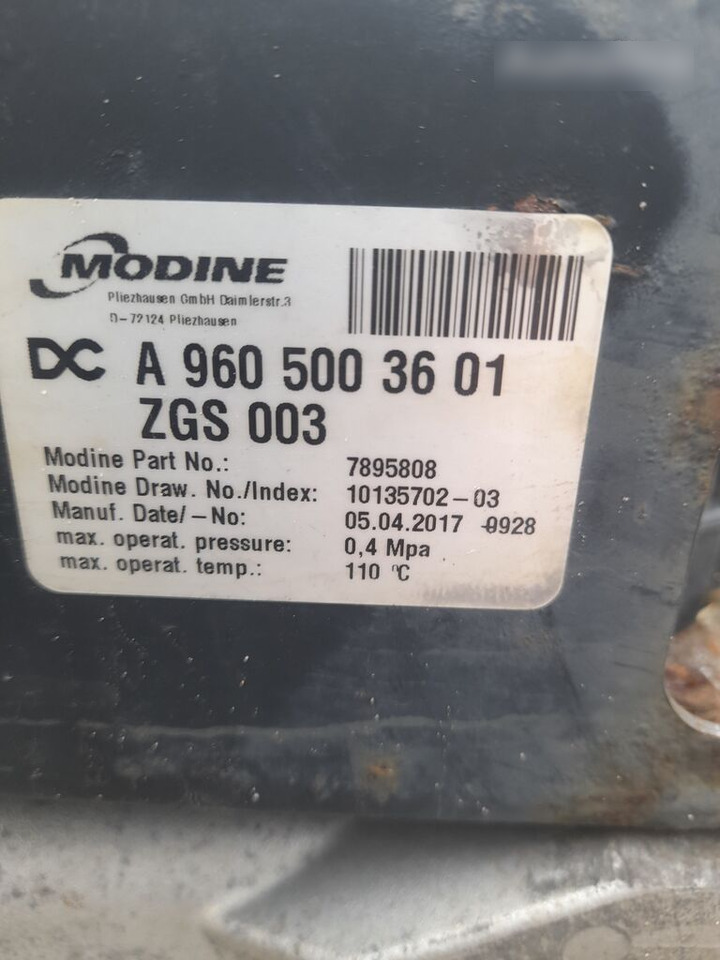 MODINE
Pliezhausen GmbH Daimlerstr.3
D-72124 Pliezhausen
DC A 960 500 3601
ZGS 003
Modine Part No.: 7895808
Modine Draw. No./Index: 10135702-03
Manuf. Date/-No: 05.04.2017 -0928
max. operat. pressure: 0,4 Mpa
max. operat. temp.: 110 °C